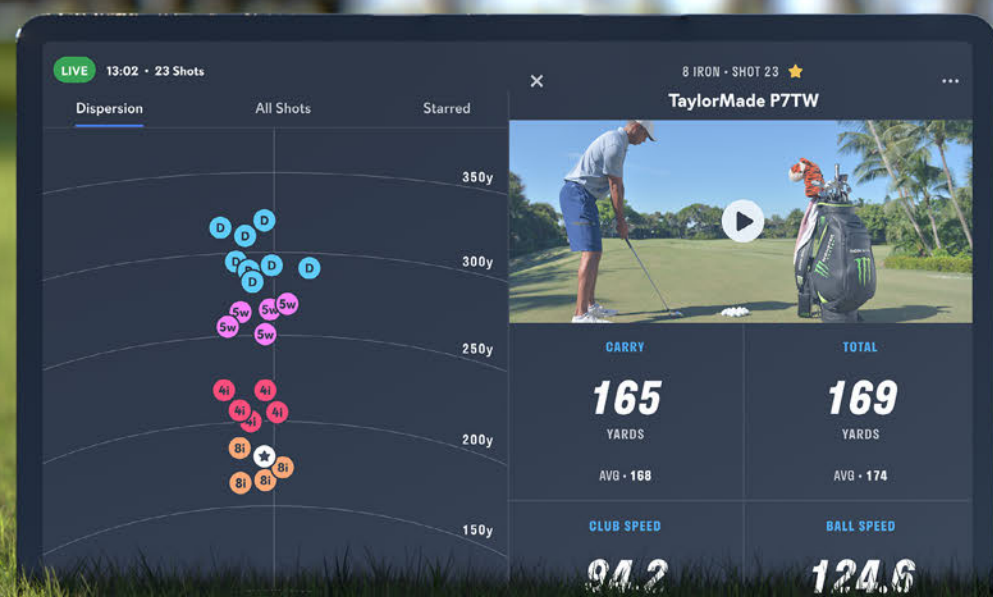 LIVE 13:02 • 23 Shots
Dispersion All Shots Starred
350y
D
D
D
300y
D
D
D
D
D
5w
5w
5w
5w
5w
250y
4i
4i
4i
4i
4i
200y
8i
8i
8i
8i
150y
8 IRON • SHOT 23
TaylorMade P7TW
CARRY
165
YARDS
AVG • 168
TOTAL
169
YARDS
AVG • 174
CLUB SPEED
94.2
BALL SPEED
124.6